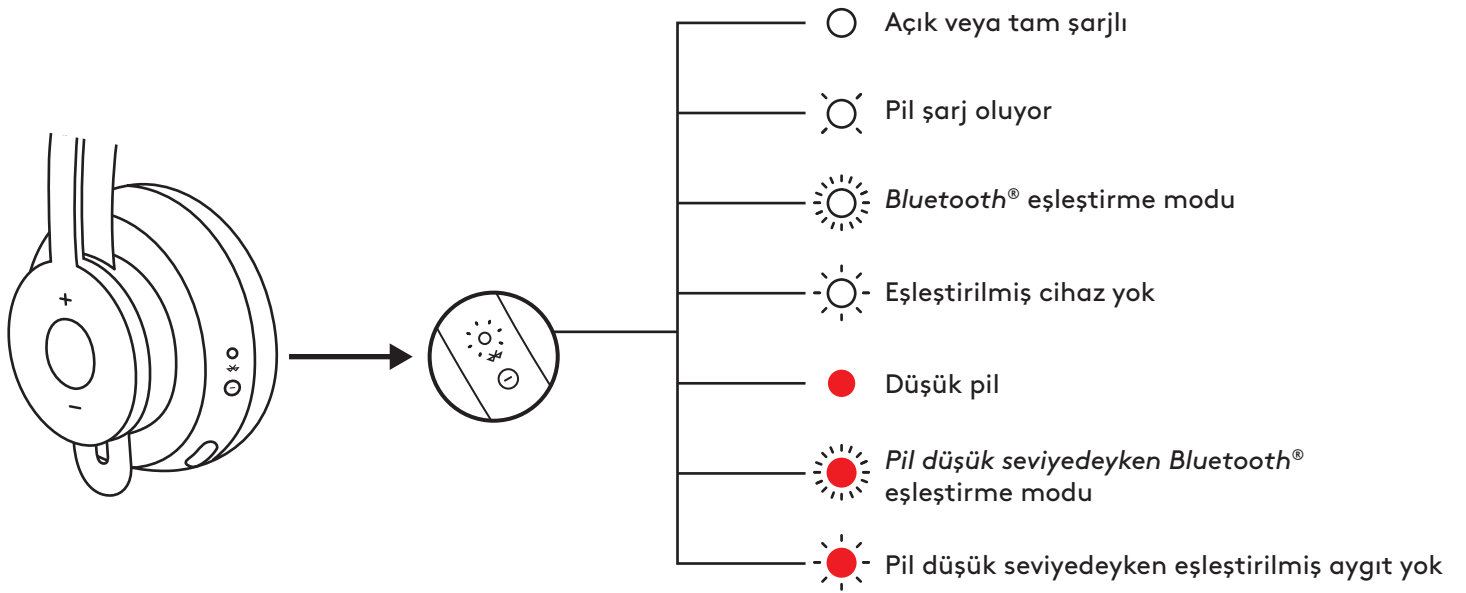 Açık veya tam şarjlı
Pil şarj oluyor
Bluetooth® eşleştirme modu
Eşleştirilmiş cihaz yok
Düşük pil
Pil düşük seviyedeyken Bluetooth®
eşleştirme modu
Pil düşük seviyedeyken eşleştirilmiş aygıt yok